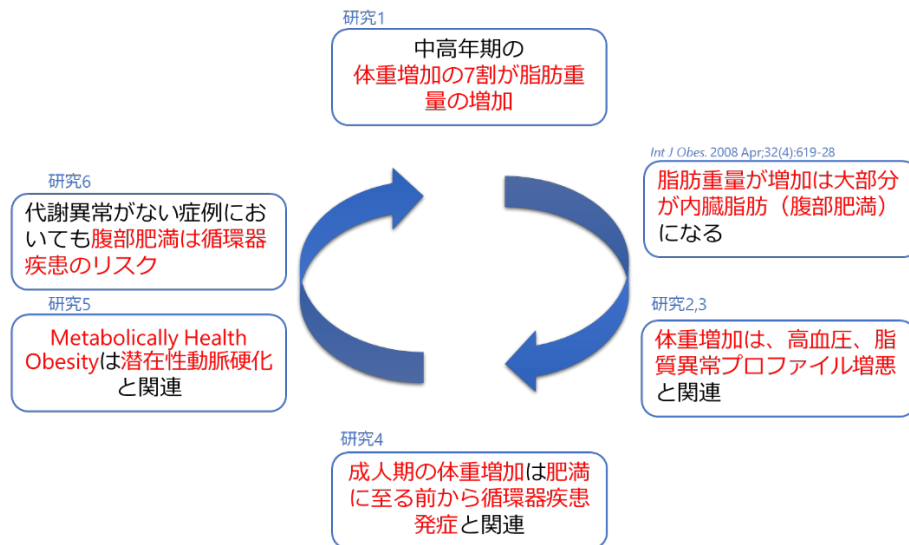 研究1
中高年期の
体重増加の7割が脂肪重
量の増加
Int J Obes. 2008 Apr;32(4):619-28
脂肪重量が増加は大部分
が内臓脂肪（腹部肥満）
になる
研究2,3
体重増加は、高血圧、脂
質異常プロファイル増悪
と関連
研究4
成人期の体重増加は肥満
に至る前から循環器疾患
発症と関連
研究5
Metabolically Health
Obesityは潜在性動脈硬化
と関連
研究6
代謝異常がない症例にお
いても腹部肥満は循環器
疾患のリスク